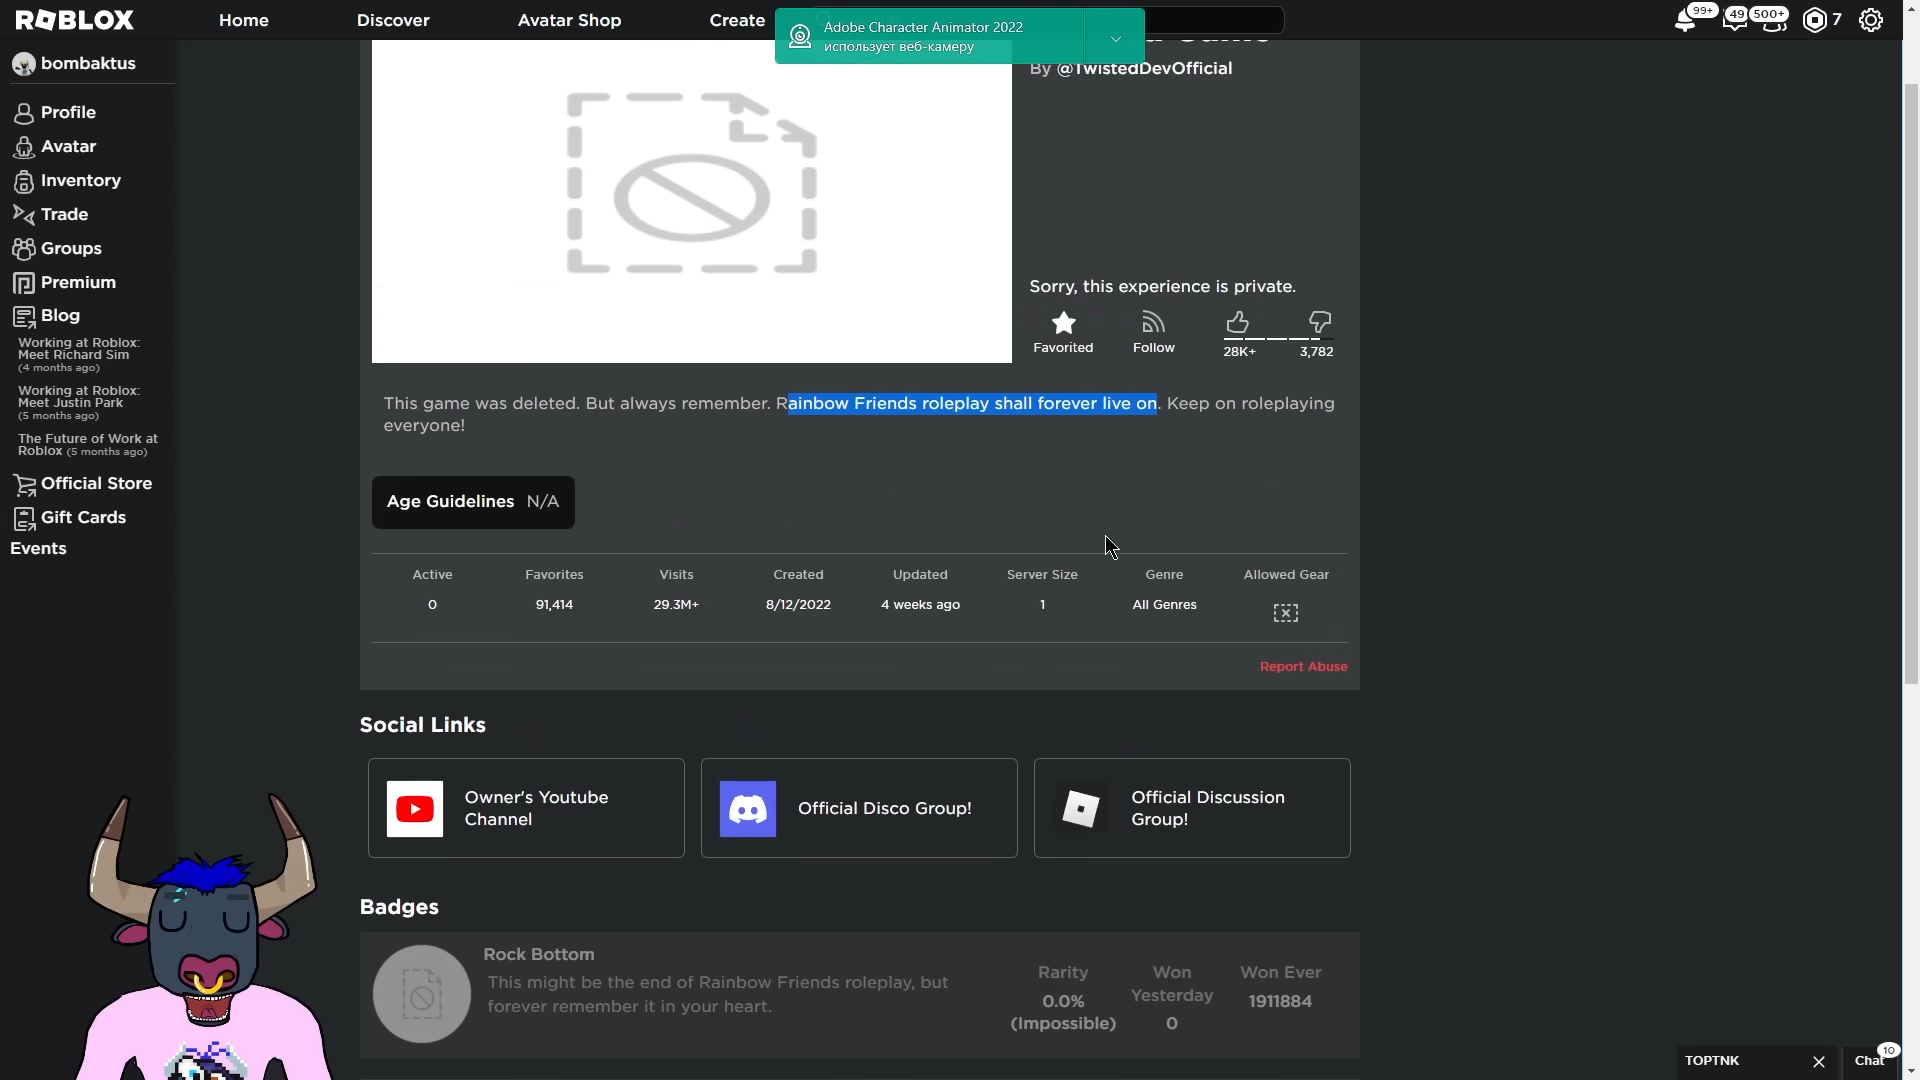 ROBLOX
Home
Discover
Avatar Shop
Create
Adobe Character Animator 2022
использует веб-камеру
99+
49
500+
7
bombaktus
Profile
Avatar
Inventory
Trade
Groups
Premium
Blog
Working at Roblox:
Meet Richard Sim
(4 months ago)
Working at Roblox:
Meet Justin Park
(5 months ago)
The Future of Work at
Roblox (5 months ago)
Official Store
Gift Cards
Events
By @TwistedDevOfficial
Sorry, this experience is private.
Favorited
Follow
28K+
3,782
This game was deleted. But always remember. Rainbow Friends roleplay shall forever live on. Keep on roleplaying
everyone!
Age Guidelines N/A
Active
Favorites
Visits
Created
Updated
Server Size
Genre
Allowed Gear
0
91,414
29.3M+
8/12/2022
4 weeks ago
1
All Genres
Report Abuse
Social Links
Owner's Youtube
Channel
Official Disco Group!
Official Discussion
Group!
Badges
Rock Bottom
This might be the end of Rainbow Friends roleplay, but
forever remember it in your heart.
Rarity
0.0%
(Impossible)
Won
Yesterday
0
Won Ever
1911884
TOPTNK
Chat
10